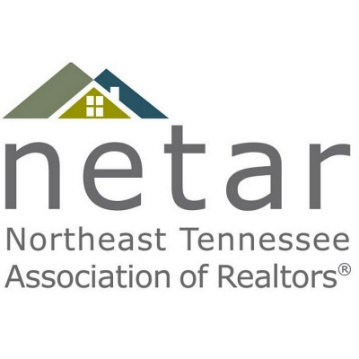 netar
Northeast Tennessee
Association of Realtors®